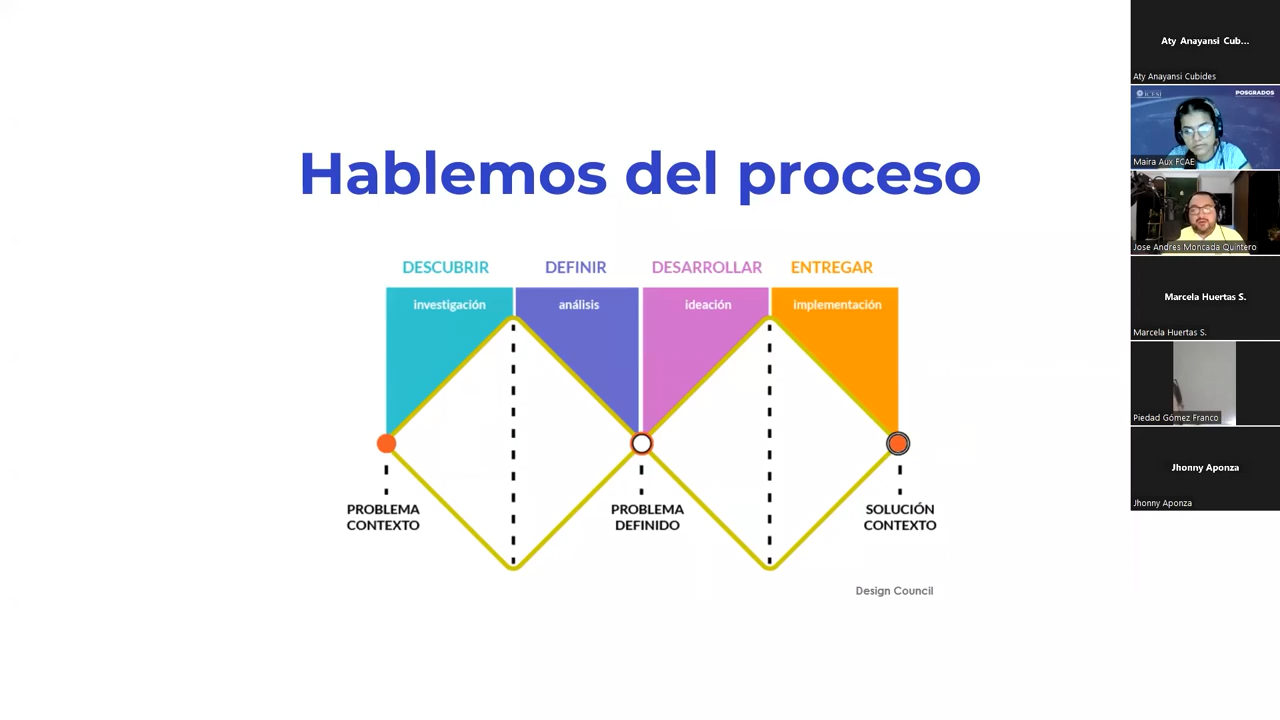 Hablemos del proceso
DESCUBRIR
DEFINIR
DESARROLLAR
ENTREGAR
investigación
análisis
ideación
implementación
PROBLEMA
CONTEXTO
PROBLEMA
DEFINIDO
SOLUCIÓN
CONTEXTO
Design Council
Aty Anayansi Cub...
Aty Anayansi Cubides
ICESI
POSGRADOS
Maira Aux FCAE
Jose Andres Moncada Quintero
Marcela Huertas S.
Marcela Huertas S.
Piedad Gómez Franco
Jhonny Aponza
Jhonny Aponza